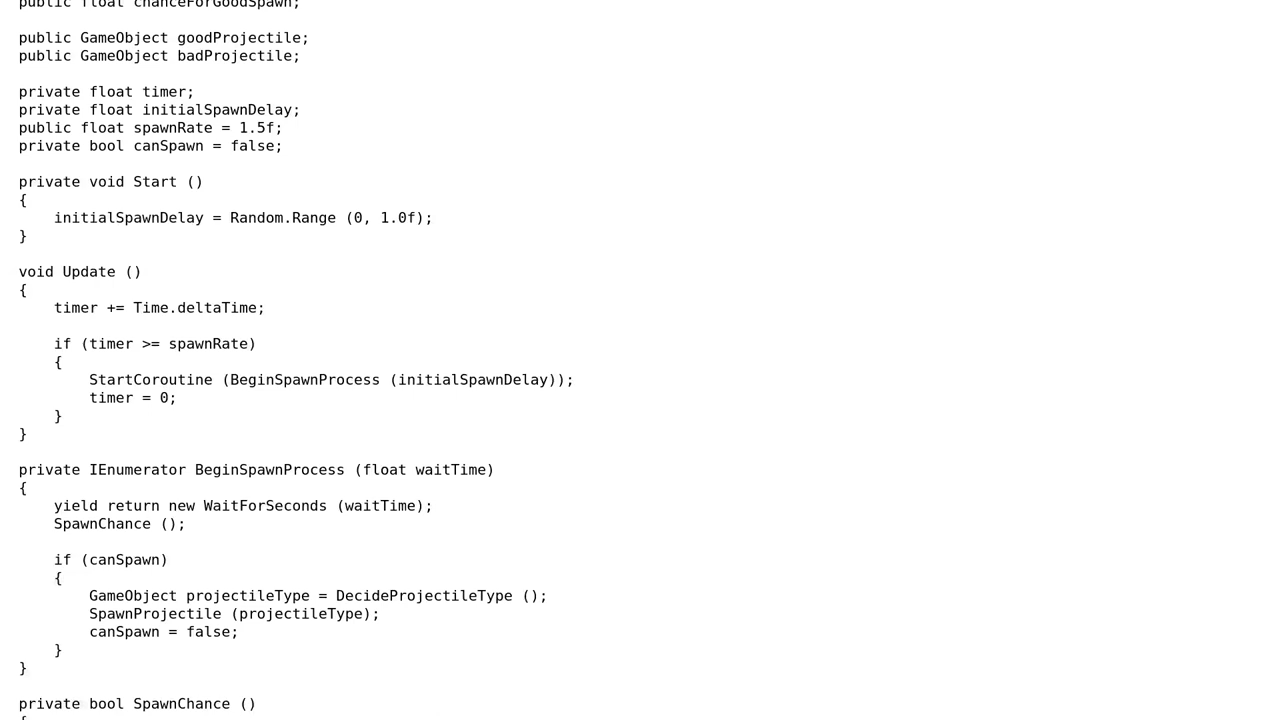 public float chanceForGoodSpawn;

public GameObject goodProjectile;
public GameObject badProjectile;

private float timer;
private float initialSpawnDelay;
public float spawnRate = 1.5f;
private bool canSpawn = false;

private void Start ()
{
    initialSpawnDelay = Random.Range (0, 1.0f);
}

void Update ()
{
    timer += Time.deltaTime;

    if (timer >= spawnRate)
    {
        StartCoroutine (BeginSpawnProcess (initialSpawnDelay));
        timer = 0;
    }
}

private IEnumerator BeginSpawnProcess (float waitTime)
{
    yield return new WaitForSeconds (waitTime);
    SpawnChance ();

    if (canSpawn)
    {
        GameObject projectileType = DecideProjectileType ();
        SpawnProjectile (projectileType);
        canSpawn = false;
    }
}

private bool SpawnChance ()
{